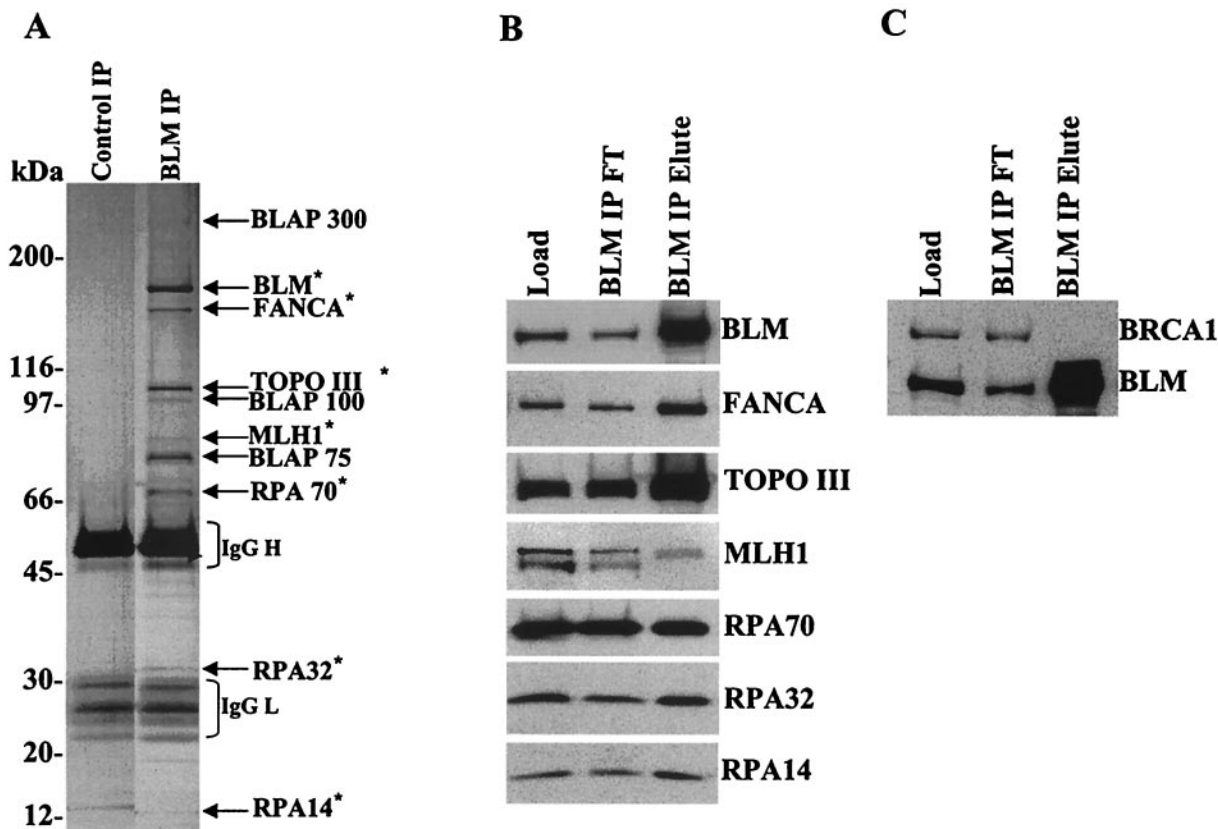 A
Control IP
BLM IP
kDa
200-
116-
97-
66-
45-
30-
20-
12-
BLAP 300
BLM*
FANCA*
TOPO III *
BLAP 100
MLH1*
BLAP 75
RPA 70*
IgG H
RPA32*
IgG L
RPA14*
B
Load
BLM IP FT
BLM IP Elute
BLM
FANCA
TOPO III
MLH1
RPA70
RPA32
RPA14
C
Load
BLM IP FT
BLM IP Elute
BRCA1
BLM